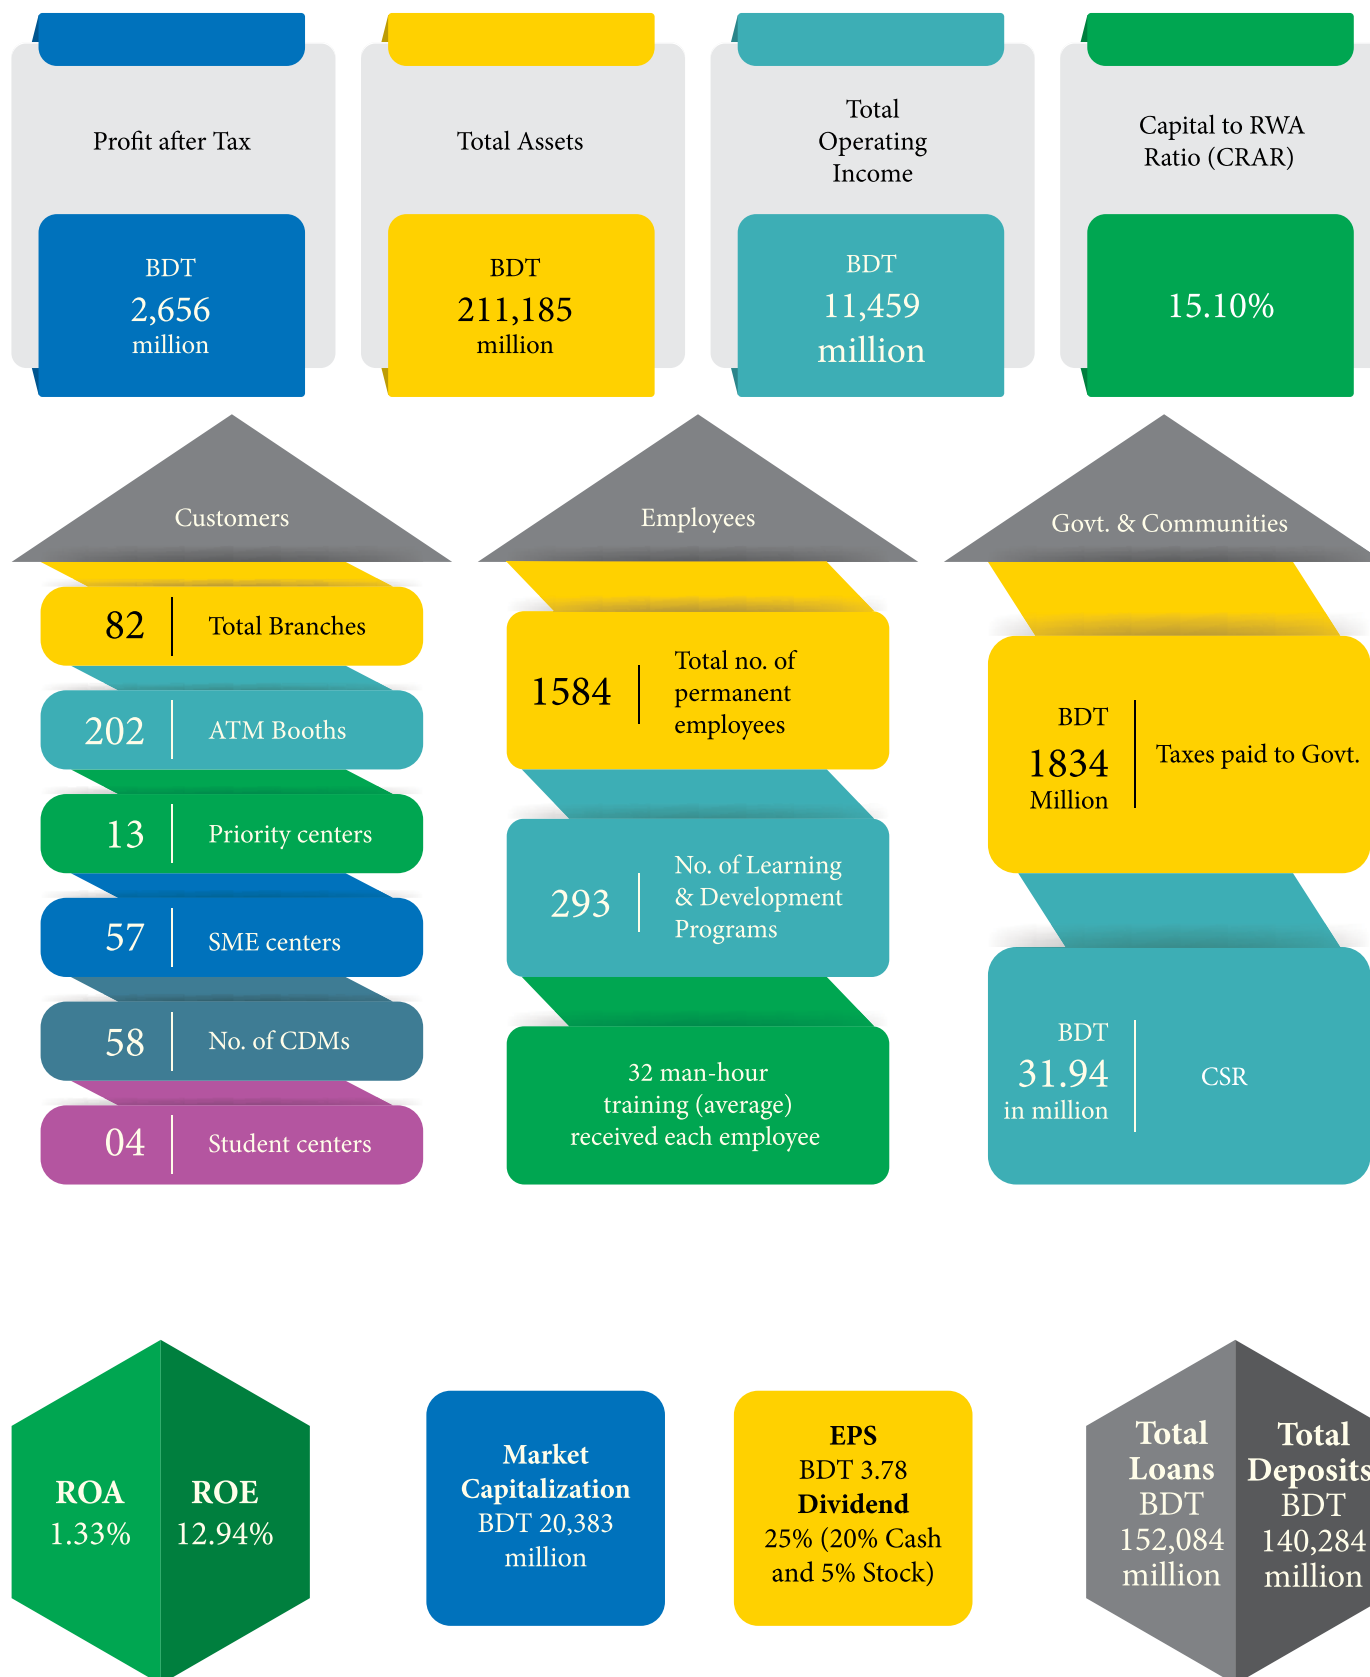 Profit after Tax
BDT
2,656
million
Total Assets
BDT
211,185
million
Total
Operating
Income
BDT
11,459
million
Capital to RWA
Ratio (CRAR)
15.10%
Customers
82
Total Branches
202
ATM Booths
13
Priority centers
57
SME centers
58
No. of CDMs
04
Student centers
Employees
1584
Total no. of
permanent
employees
293
No. of Learning
& Development
Programs
32 man-hour
training (average)
received each employee
Govt. & Communities
BDT
1834
Million
Taxes paid to Govt.
BDT
31.94
in million
CSR
ROA
1.33%
ROE
12.94%
Market
Capitalization
BDT 20,383
million
EPS
BDT 3.78
Dividend
25% (20% Cash
and 5% Stock)
Total
Loans
BDT
152,084
million
Total
Deposits
BDT
140,284
million